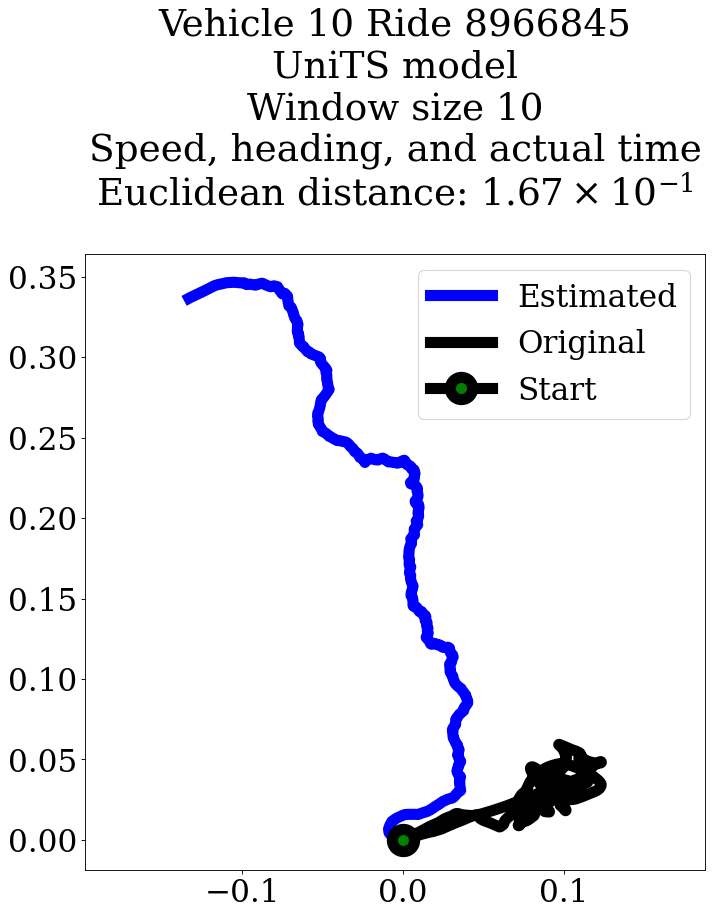 Vehicle 10 Ride 8966845
UniTS model
Window size 10
Speed, heading, and actual time
Euclidean distance: $1.67 \times 10^{-1}$
Estimated
Original
Start
0.35
0.30
0.25
0.20
0.15
0.10
0.05
0.00
−0.1 0.0 0.1